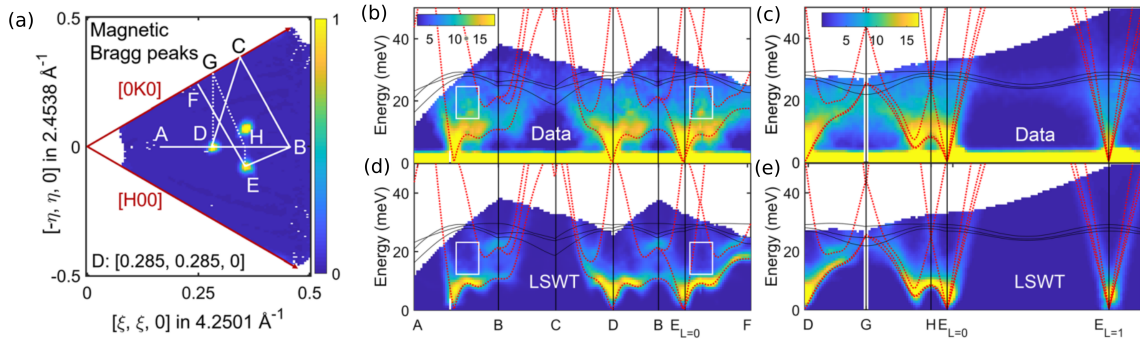 (a)
Magnetic
Bragg peaks
[0K0]
[H00]
A
B
C
D
E
F
G
H
D: [0.285, 0.285, 0]
0.5
0
-0.5
0
0.25
0.5
[-η, η, 0] in 2.4538 Å⁻¹
[ξ, ξ, 0] in 4.2501 Å⁻¹
1
0
(b)
5 10 15
Energy (meV)
40
20
0
Data
(c)
5 10 15
Energy (meV)
40
20
0
Data
(d)
Energy (meV)
40
20
0
LSWT
A B C D B E_L=0 F
(e)
Energy (meV)
40
20
0
LSWT
D G H E_L=0 E_L=1